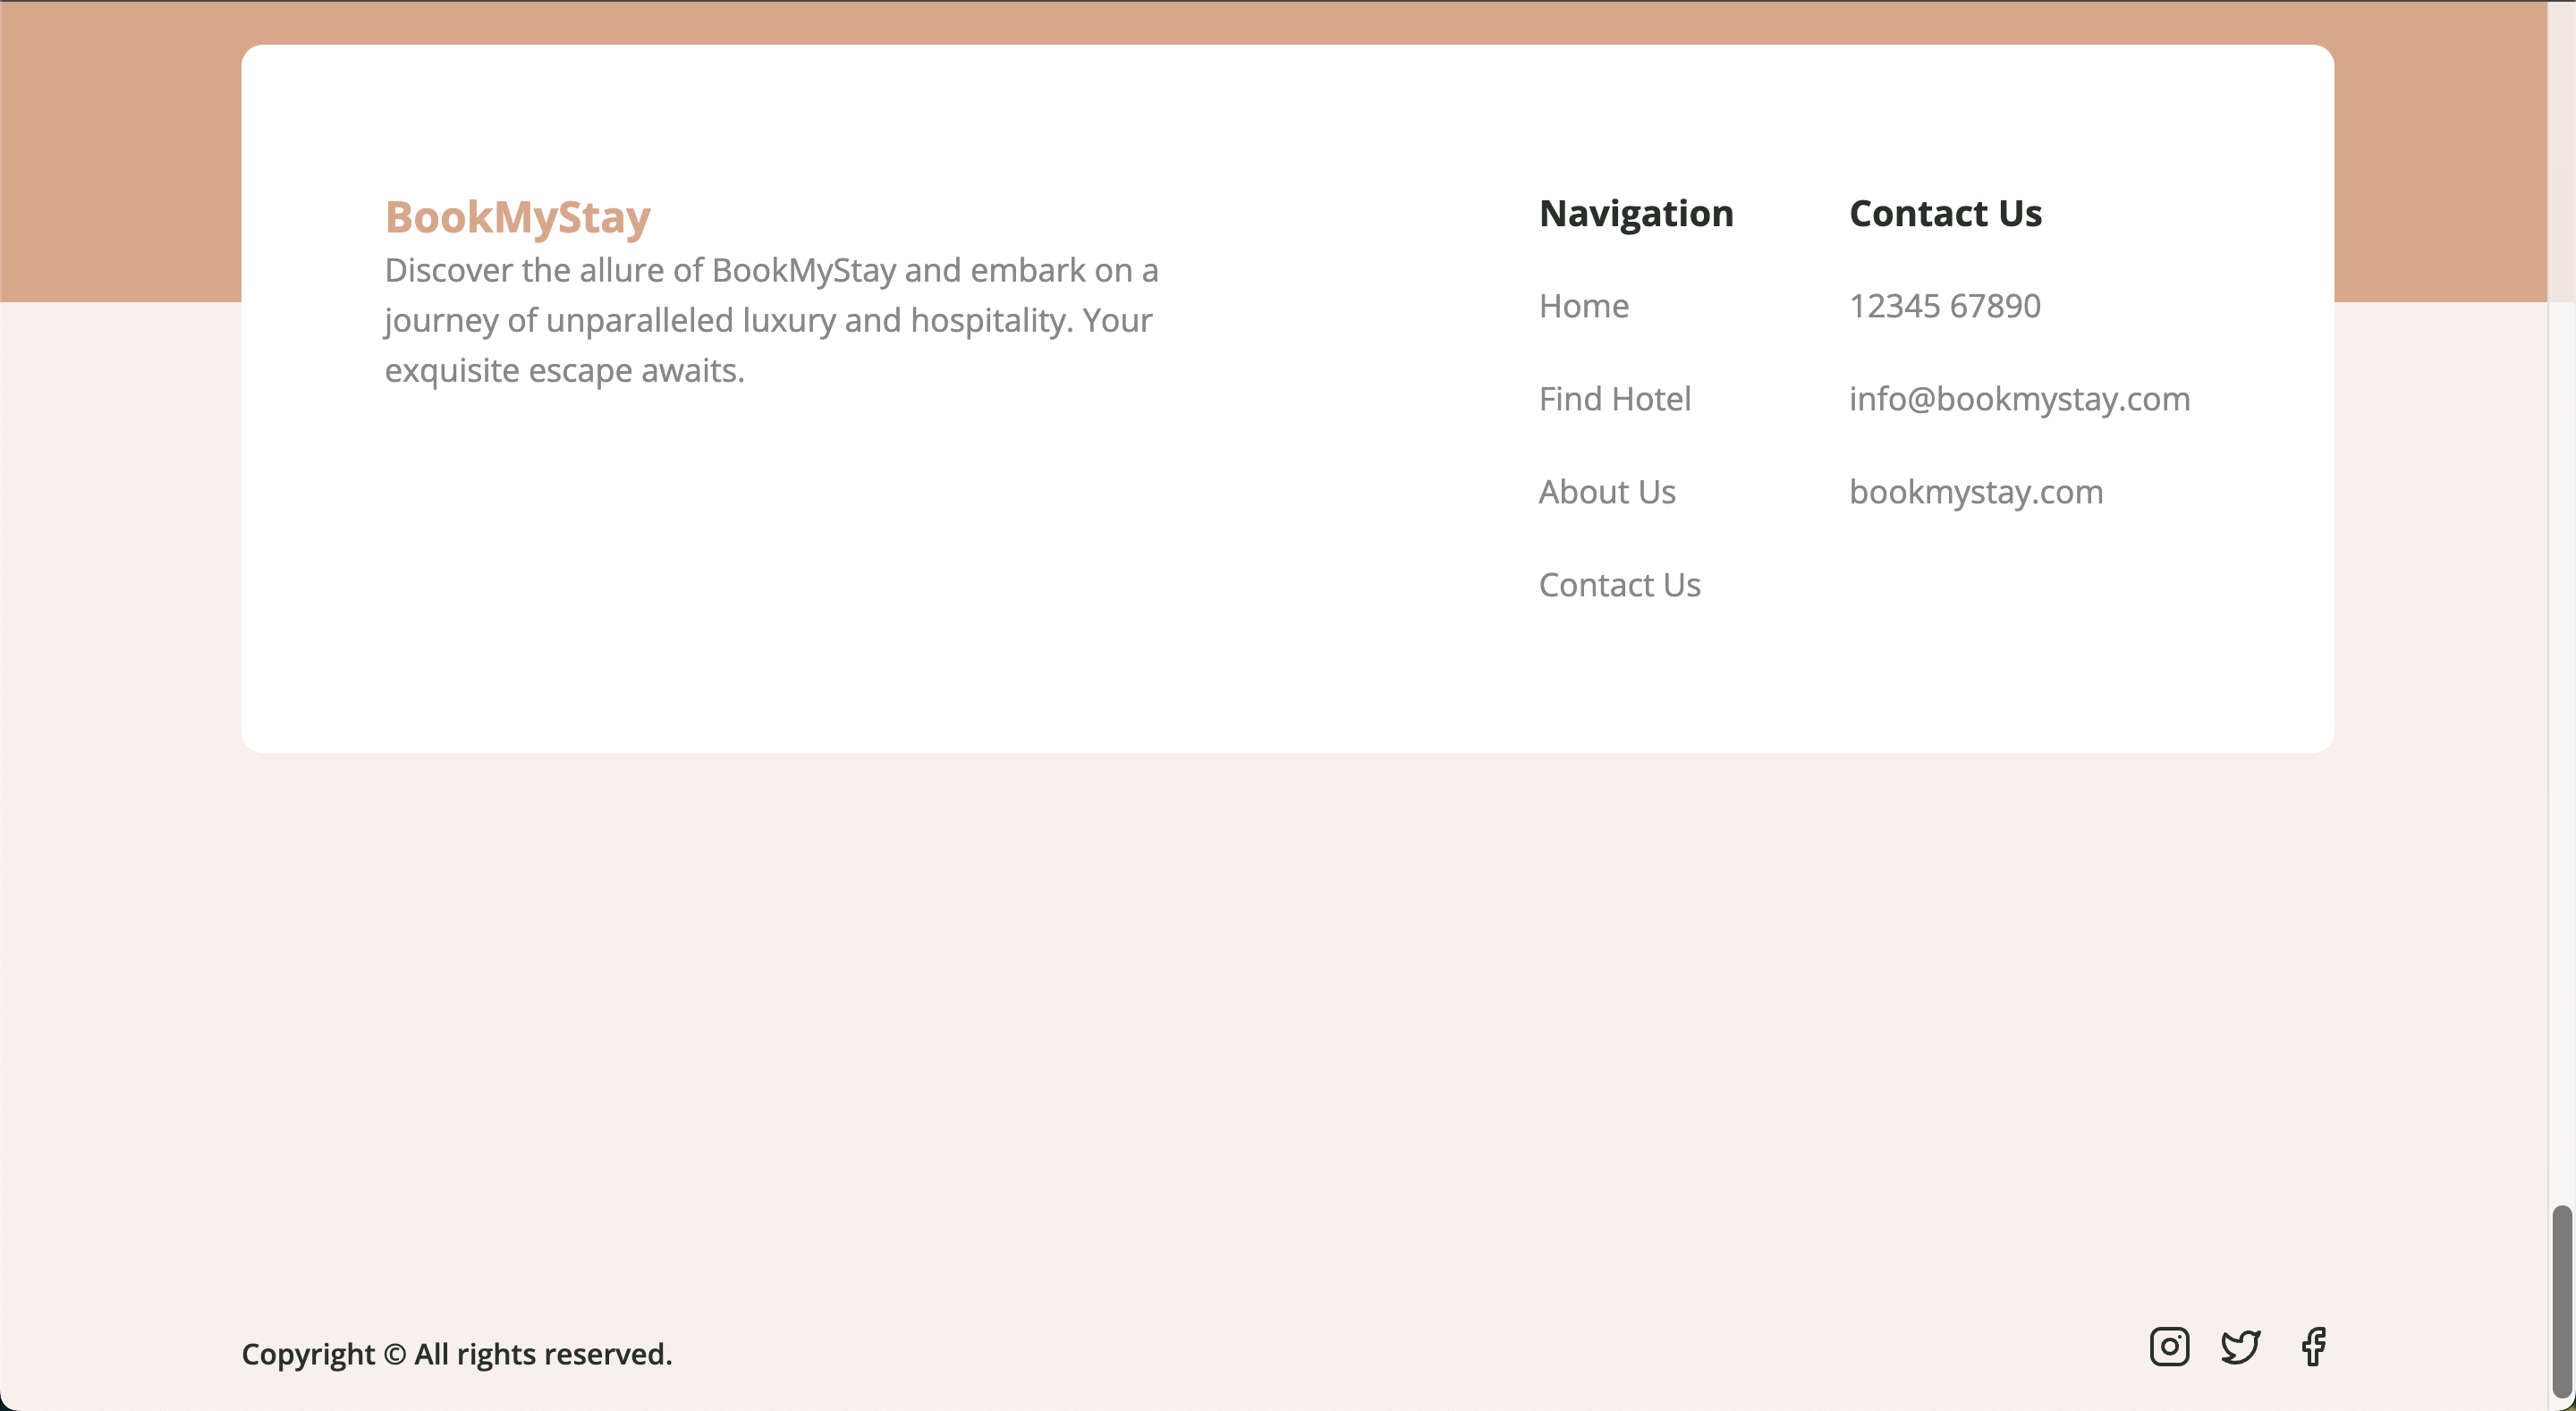 BookMyStay
Discover the allure of BookMyStay and embark on a
journey of unparalleled luxury and hospitality. Your
exquisite escape awaits.
Navigation
Home
Find Hotel
About Us
Contact Us
Contact Us
12345 67890
info@bookmystay.com
bookmystay.com
Copyright © All rights reserved.